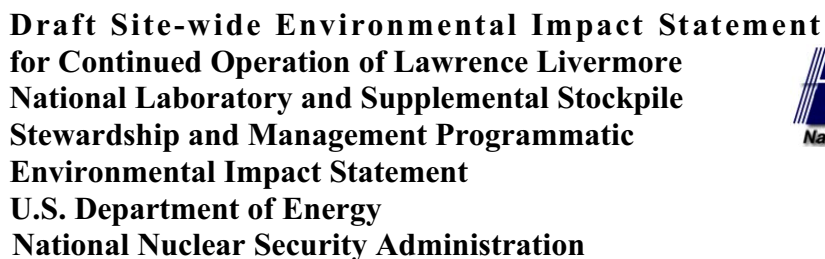 Draft Site-wide Environmental Impact Statement
for Continued Operation of Lawrence Livermore
National Laboratory and Supplemental Stockpile
Stewardship and Management Programmatic
Environmental Impact Statement
U.S. Department of Energy
National Nuclear Security Administration